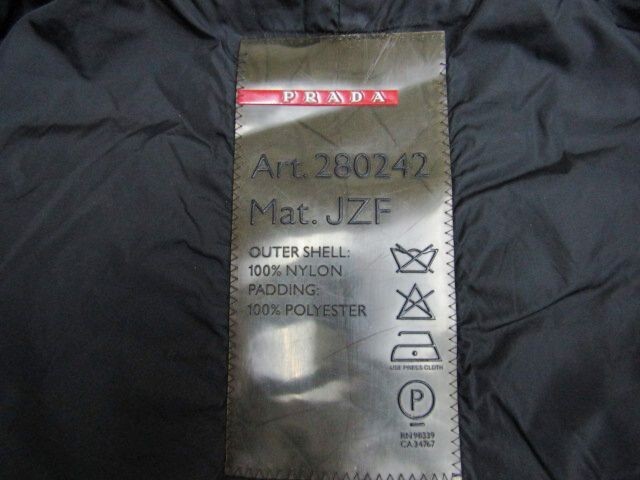 PRADA
Art. 280242
Mat. JZF
OUTER SHELL:
100% NYLON
PADDING:
100% POLYESTER
USE PRESS CLOTH
P
RN 98339
CA 34767